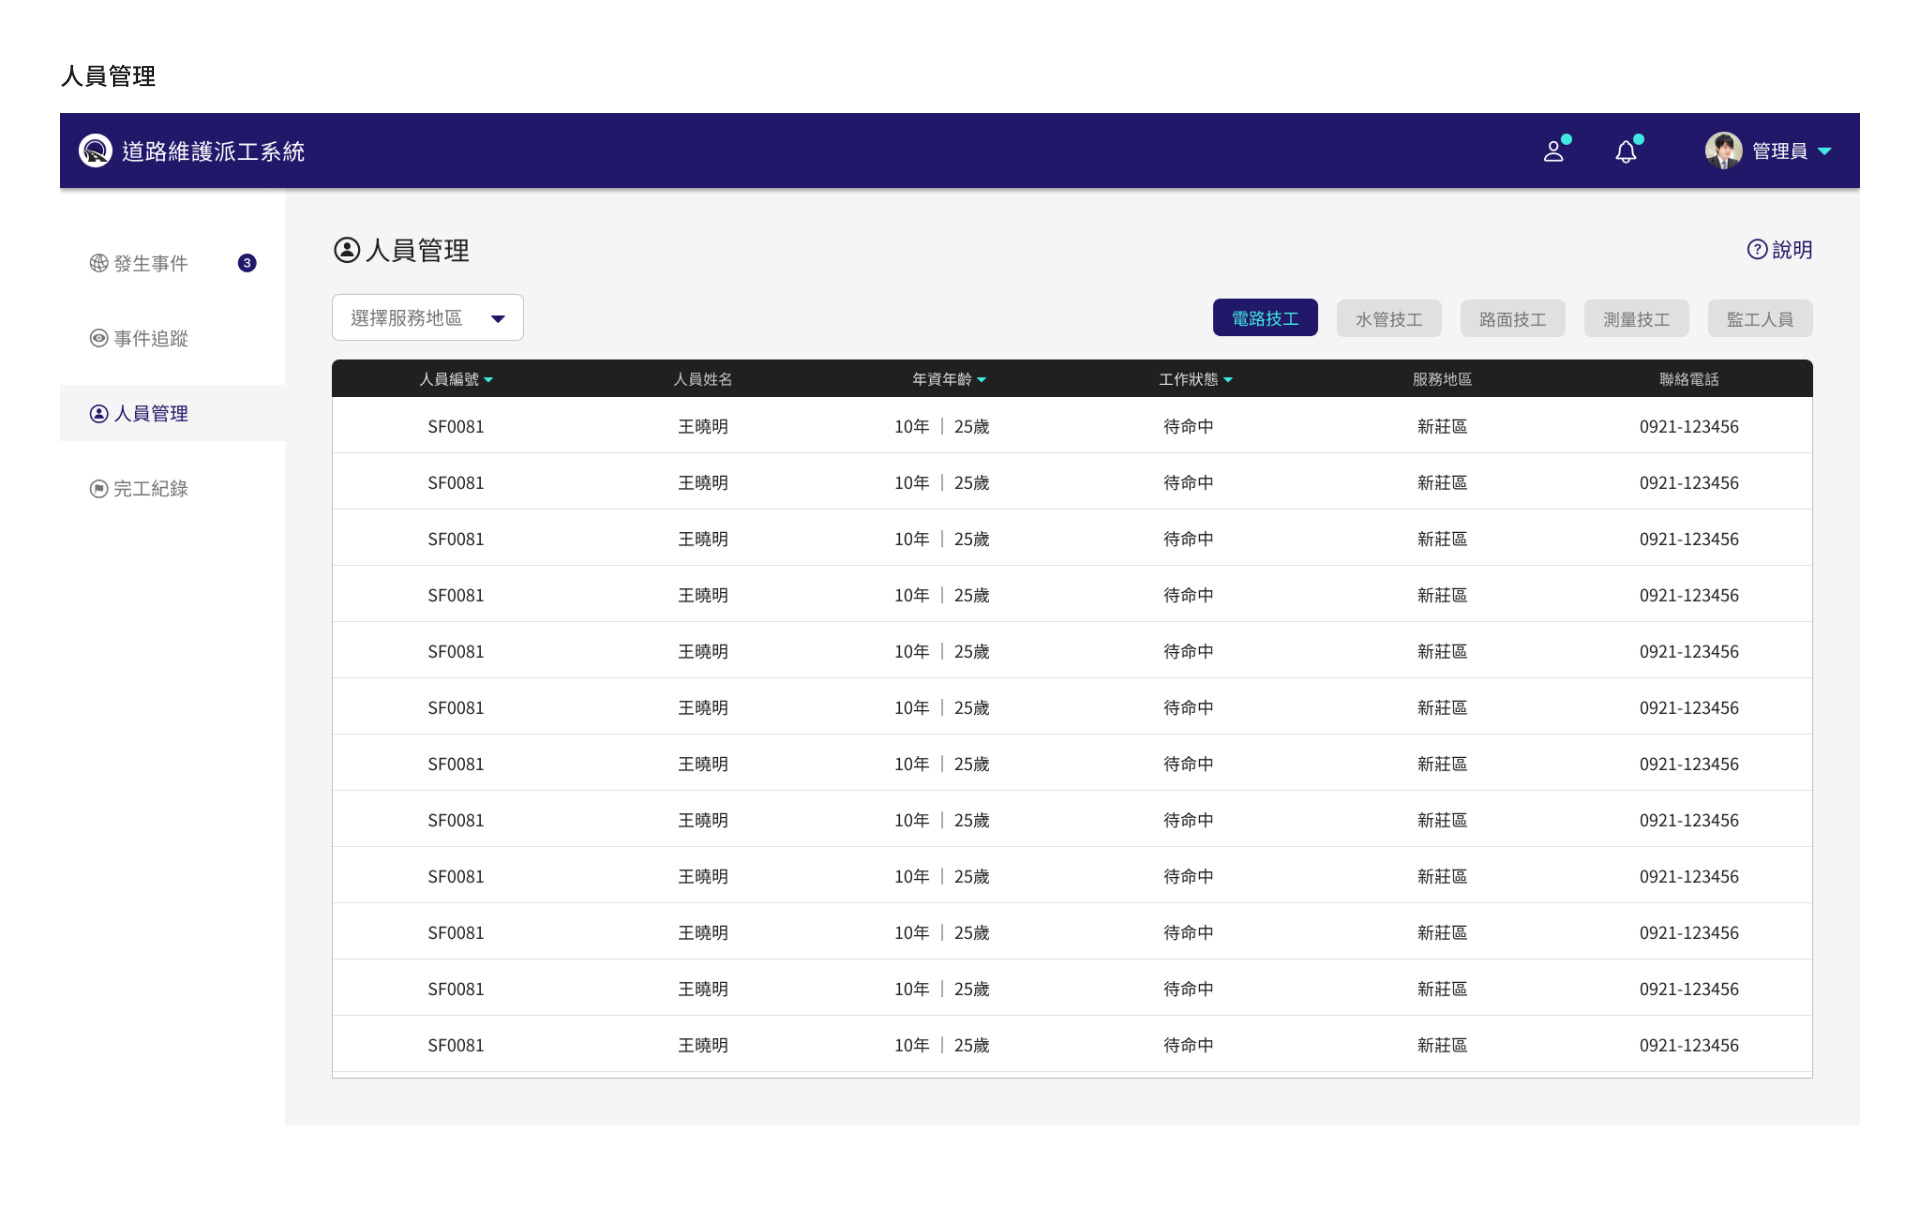 人員管理
道路維護派工系統
管理員
發生事件 3
事件追蹤
人員管理
完工紀錄
人員管理
說明
選擇服務地區
電路技工 水管技工 路面技工 測量技工 監工人員
人員編號 人員姓名 年資年齡 工作狀態 服務地區 聯絡電話
SF0081 王曉明 10年 | 25歲 待命中 新莊區 0921-123456
SF0081 王曉明 10年 | 25歲 待命中 新莊區 0921-123456
SF0081 王曉明 10年 | 25歲 待命中 新莊區 0921-123456
SF0081 王曉明 10年 | 25歲 待命中 新莊區 0921-123456
SF0081 王曉明 10年 | 25歲 待命中 新莊區 0921-123456
SF0081 王曉明 10年 | 25歲 待命中 新莊區 0921-123456
SF0081 王曉明 10年 | 25歲 待命中 新莊區 0921-123456
SF0081 王曉明 10年 | 25歲 待命中 新莊區 0921-123456
SF0081 王曉明 10年 | 25歲 待命中 新莊區 0921-123456
SF0081 王曉明 10年 | 25歲 待命中 新莊區 0921-123456
SF0081 王曉明 10年 | 25歲 待命中 新莊區 0921-123456
SF0081 王曉明 10年 | 25歲 待命中 新莊區 0921-123456